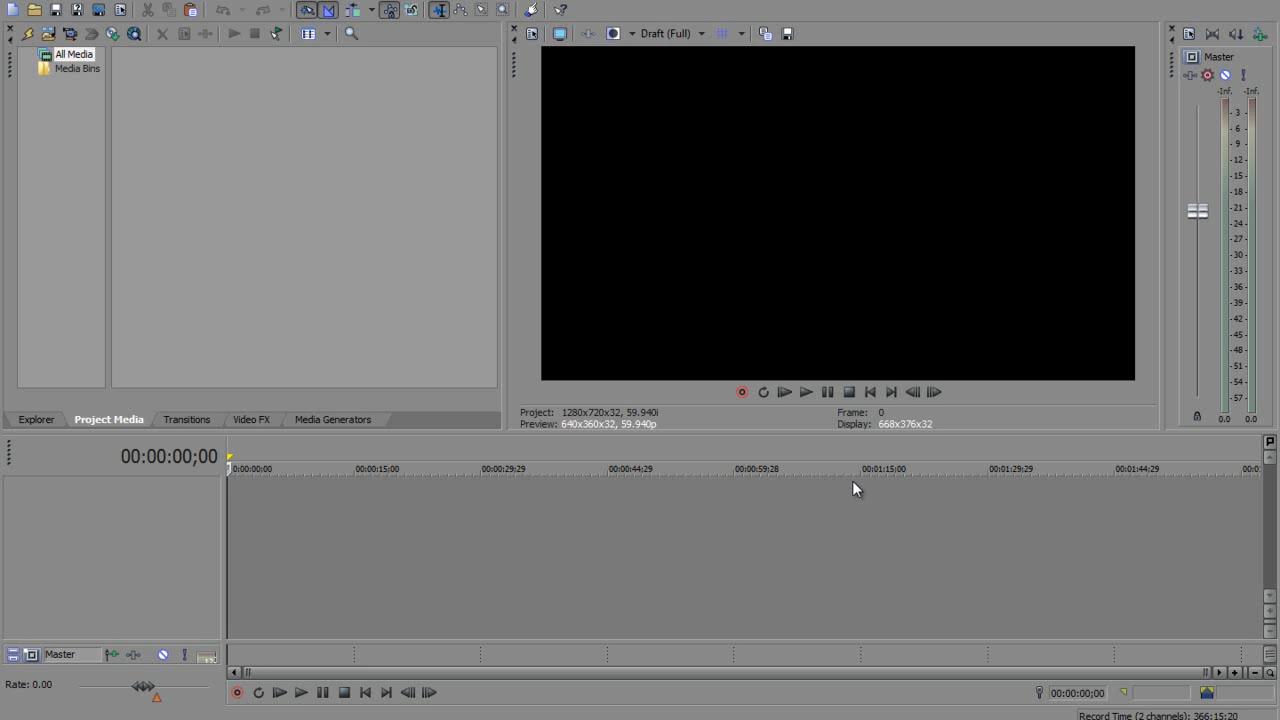 Draft (Full)
All Media
Media Bins
Master
-Inf. -Inf.
- 3 -
- 6 -
- 9 -
- 12 -
- 15 -
- 18 -
- 21 -
- 24 -
- 27 -
- 30 -
- 33 -
- 36 -
- 39 -
- 42 -
- 45 -
- 48 -
- 51 -
- 54 -
- 57 -
0.0 0.0
Explorer Project Media Transitions Video FX Media Generators
Project: 1280x720x32, 59.940i Frame: 0
Preview: 640x360x32, 59.940p Display: 668x376x32
00:00:00;00
0:00:00;00 00:00:15;00 00:00:29;29 00:00:44;29 00:00:59;28 00:01:15;00 00:01:29;29 00:01:44;29 00:0
Master
Rate: 0.00
00:00:00;00
Record Time (2 channels): 366:15:20